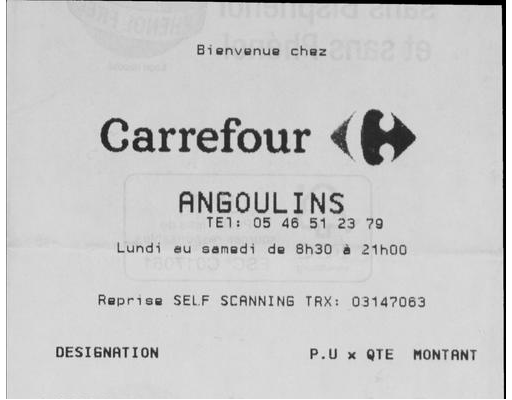 Bienvenue chez
Carrefour
ANGOULINS
TEl: 05 46 51 23 79
Lundi au samedi de 8h30 à 21h00
Reprise SELF SCANNING TRX: 03147063
DESIGNATION P.U x QTE MONTANT